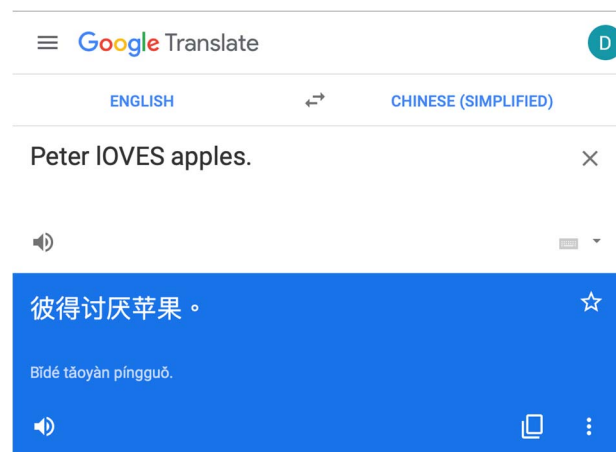 Google Translate
D
ENGLISH
CHINESE (SIMPLIFIED)
Peter lOVES apples.
彼得讨厌苹果。
Bǐdé tǎoyàn píngguǒ.